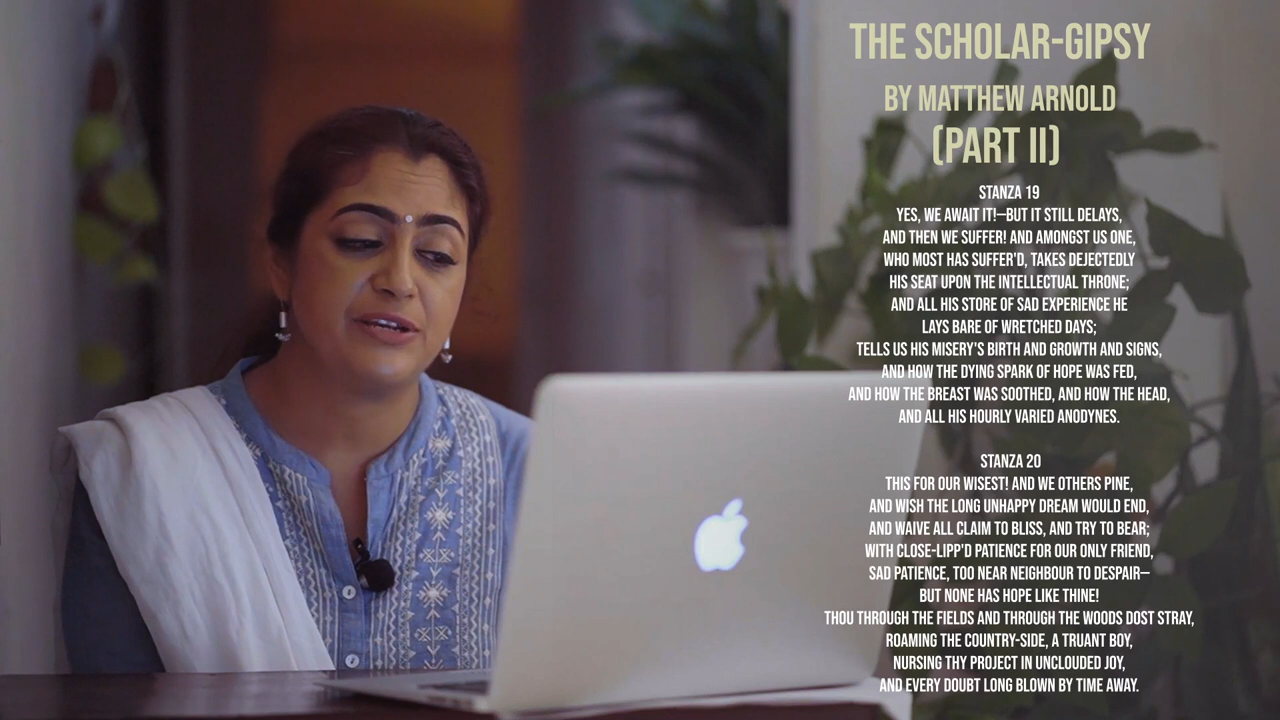 THE SCHOLAR-GIPSY
BY MATTHEW ARNOLD
(PART II)
STANZA 19
YES, WE AWAIT IT!—BUT IT STILL DELAYS,
AND THEN WE SUFFER! AND AMONGST US ONE,
WHO MOST HAS SUFFER'D, TAKES DEJECTEDLY
HIS SEAT UPON THE INTELLECTUAL THRONE;
AND ALL HIS STORE OF SAD EXPERIENCE HE
LAYS BARE OF WRETCHED DAYS;
TELLS US HIS MISERY'S BIRTH AND GROWTH AND SIGNS,
AND HOW THE DYING SPARK OF HOPE WAS FED,
AND HOW THE BREAST WAS SOOTHED, AND HOW THE HEAD,
AND ALL HIS HOURLY VARIED ANODYNES.
STANZA 20
THIS FOR OUR WISEST! AND WE OTHERS PINE,
AND WISH THE LONG UNHAPPY DREAM WOULD END,
AND WAIVE ALL CLAIM TO BLISS, AND TRY TO BEAR;
WITH CLOSE-LIPP'D PATIENCE FOR OUR ONLY FRIEND,
SAD PATIENCE, TOO NEAR NEIGHBOUR TO DESPAIR—
BUT NONE HAS HOPE LIKE THINE!
THOU THROUGH THE FIELDS AND THROUGH THE WOODS DOST STRAY,
ROAMING THE COUNTRY-SIDE, A TRUANT BOY,
NURSING THY PROJECT IN UNCLOUDED JOY,
AND EVERY DOUBT LONG BLOWN BY TIME AWAY.